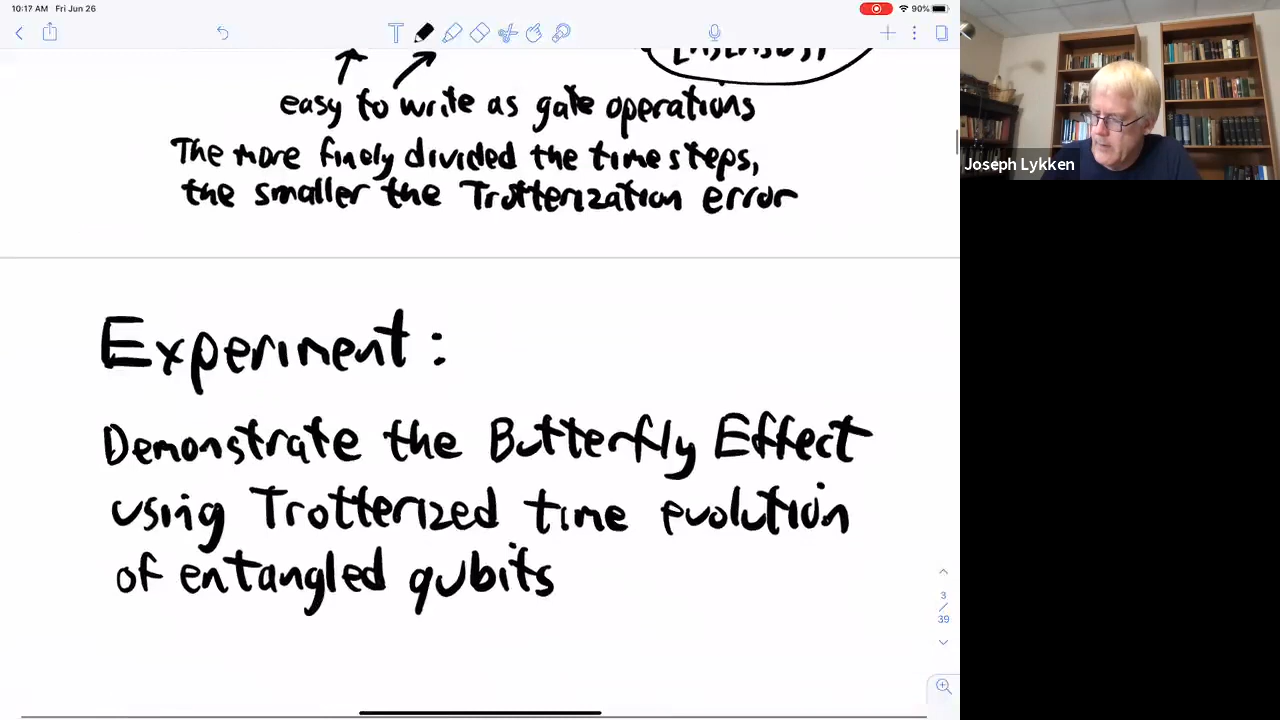 10:17 AM Fri Jun 26
90%
easy to write as gate operations
The more finely divided the time steps,
the smaller the Trotterization error
Experiment:
Demonstrate the Butterfly Effect
using Trotterized time evolution
of entangled qubits
3
/
39
Joseph Lykken